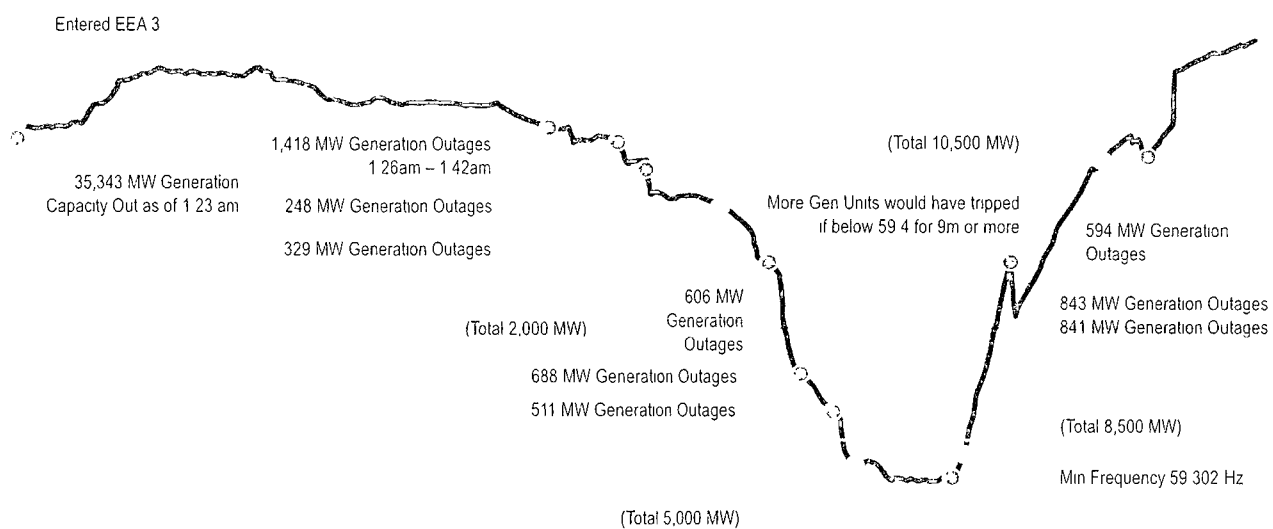 Entered EEA 3
1,418 MW Generation Outages
1 26am – 1 42am
35,343 MW Generation
Capacity Out as of 1 23 am
248 MW Generation Outages
329 MW Generation Outages
(Total 2,000 MW)
606 MW
Generation
Outages
688 MW Generation Outages
511 MW Generation Outages
(Total 5,000 MW)
(Total 10,500 MW)
More Gen Units would have tripped
if below 59 4 for 9m or more
594 MW Generation
Outages
843 MW Generation Outages
841 MW Generation Outages
(Total 8,500 MW)
Min Frequency 59 302 Hz